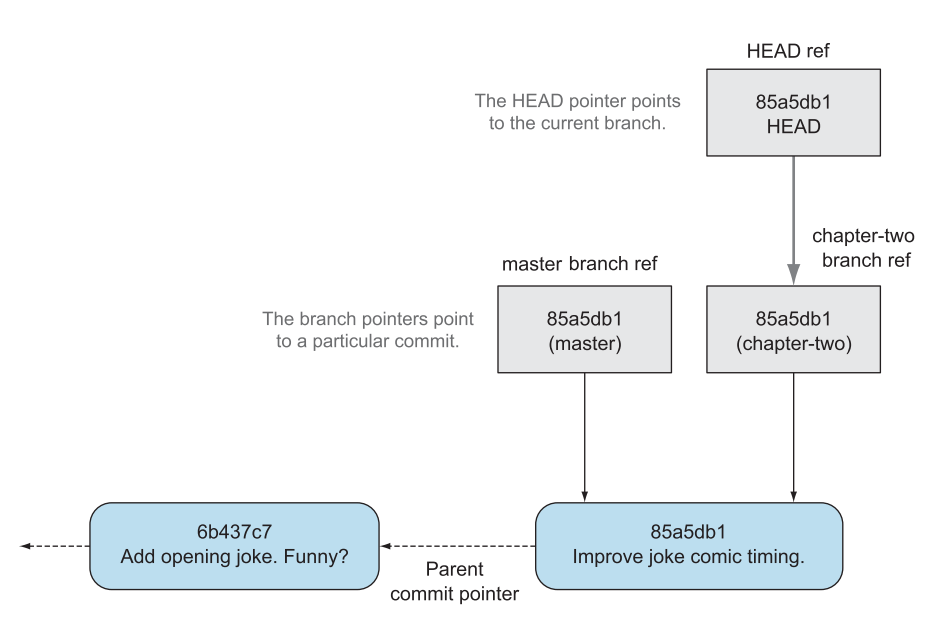 HEAD ref
The HEAD pointer points
to the current branch.
85a5db1
HEAD
chapter-two
branch ref
master branch ref
The branch pointers point
to a particular commit.
85a5db1
(master)
85a5db1
(chapter-two)
6b437c7
Add opening joke. Funny?
Parent
commit pointer
85a5db1
Improve joke comic timing.